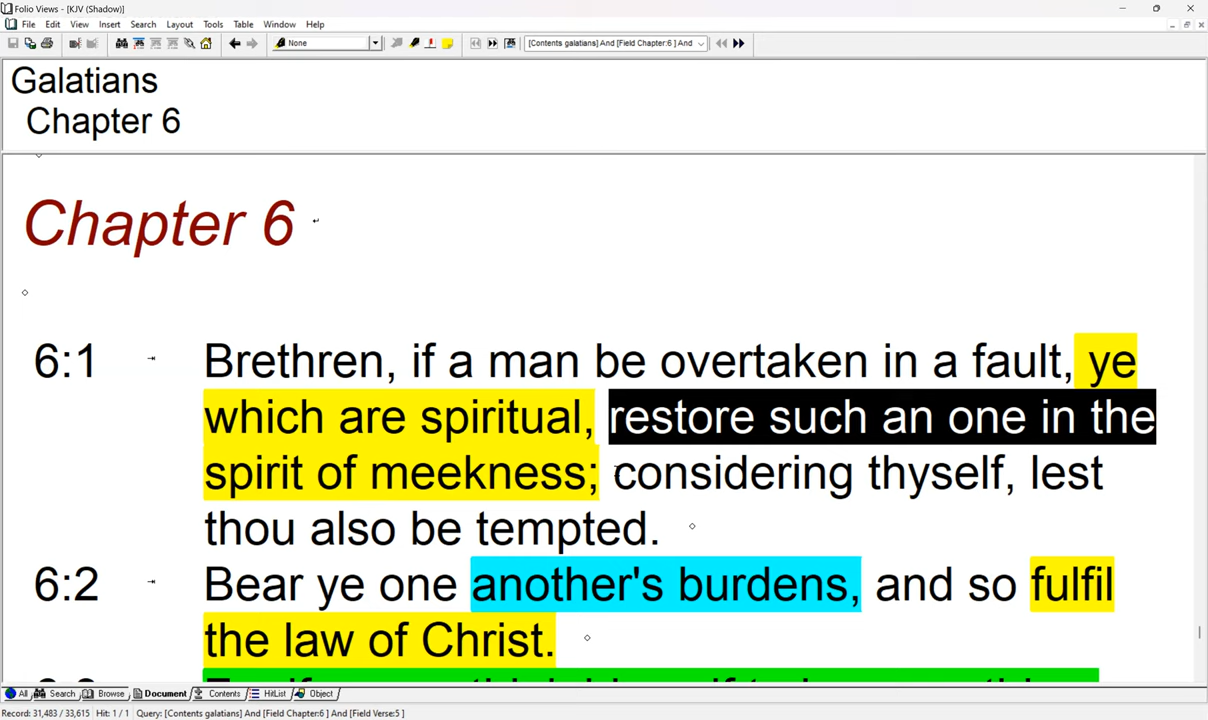 Folio Views - [KJV (Shadow)]
File Edit View Insert Search Layout Tools Table Window Help
None [Contents galatians] And [Field Chapter:6 ] And
Galatians
Chapter 6
Chapter 6
6:1 Brethren, if a man be overtaken in a fault, ye
which are spiritual, restore such an one in the
spirit of meekness; considering thyself, lest
thou also be tempted.
6:2 Bear ye one another's burdens, and so fulfil
the law of Christ.
All Search Browse Document Contents HitList Object
Record: 31,483 / 33,615 Hit: 1 / 1 Query: [Contents galatians] And [Field Chapter:6 ] And [Field Verse:5 ]